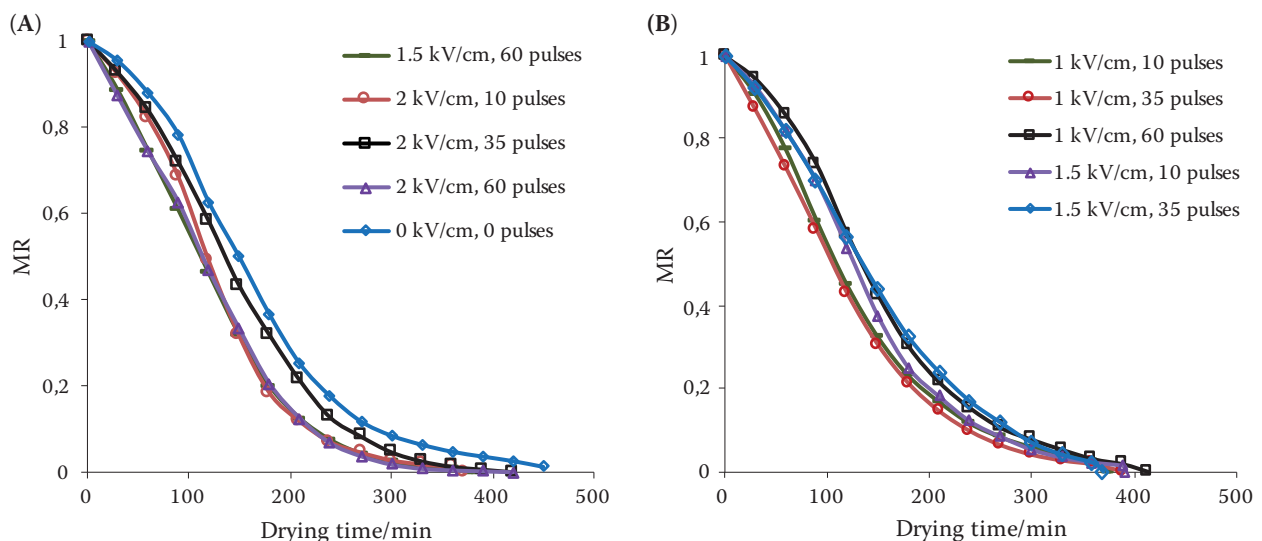 (A)
1
0,8
0,6
0,4
0,2
0
MR
0
100
200
300
400
500
Drying time/min
1.5 kV/cm, 60 pulses
2 kV/cm, 10 pulses
2 kV/cm, 35 pulses
2 kV/cm, 60 pulses
0 kV/cm, 0 pulses
(B)
1
0,8
0,6
0,4
0,2
0
MR
0
100
200
300
400
500
Drying time/min
1 kV/cm, 10 pulses
1 kV/cm, 35 pulses
1 kV/cm, 60 pulses
1.5 kV/cm, 10 pulses
1.5 kV/cm, 35 pulses